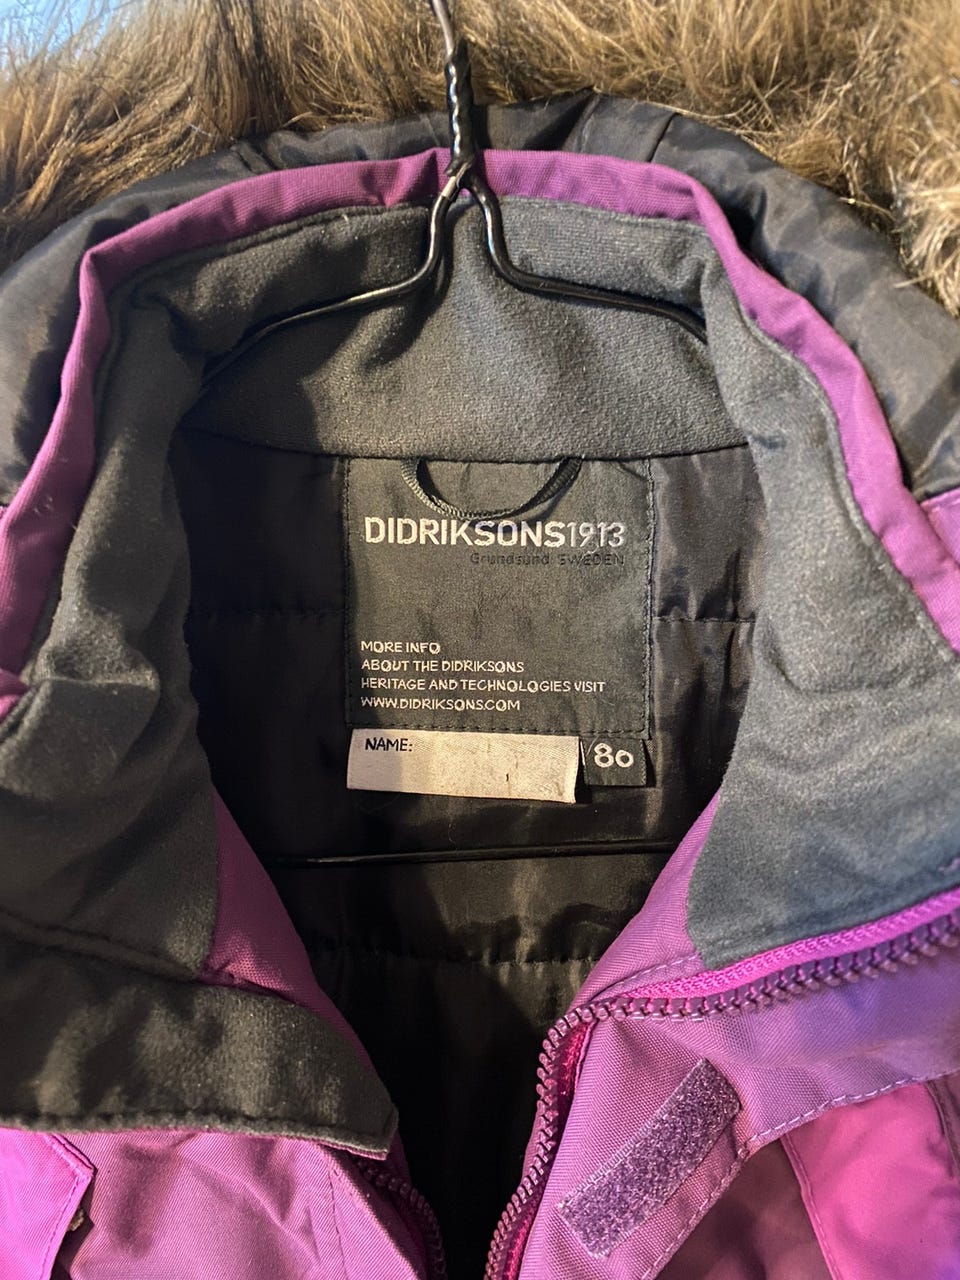 DIDRIKSONS1913
Grundsund SWEDEN
MORE INFO
ABOUT THE DIDRIKSONS
HERITAGE AND TECHNOLOGIES VISIT
WWW.DIDRIKSONS.COM
NAME:
80